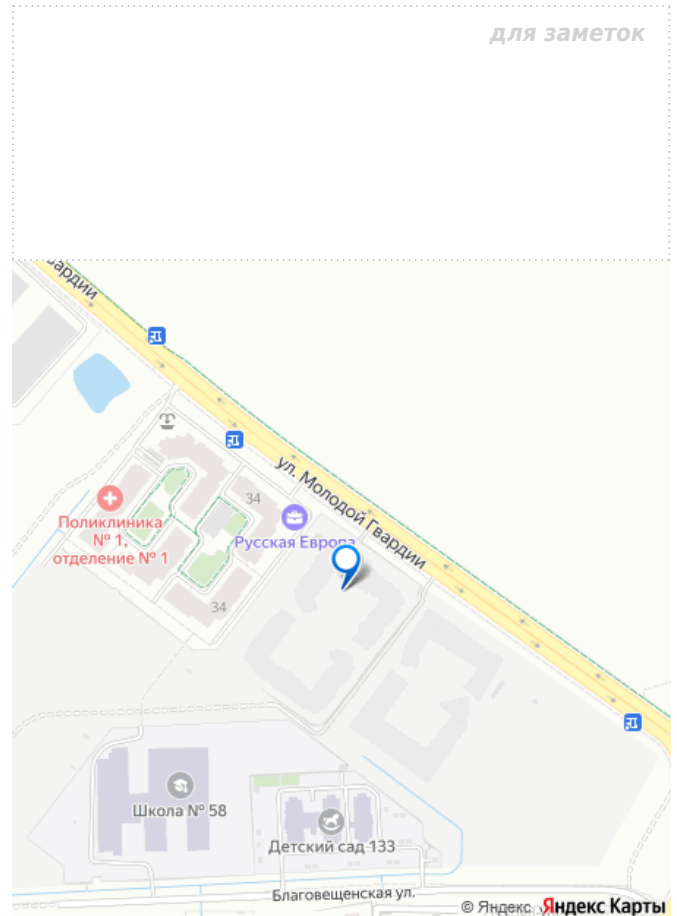 для заметок
вардии
ул. Молодой Гвардии
34
Поликлиника
№ 1,
отделение № 1
Русская Европа
34
Школа № 58
Детский сад 133
Благовещенская ул.
© Яндекс Яндекс Карты